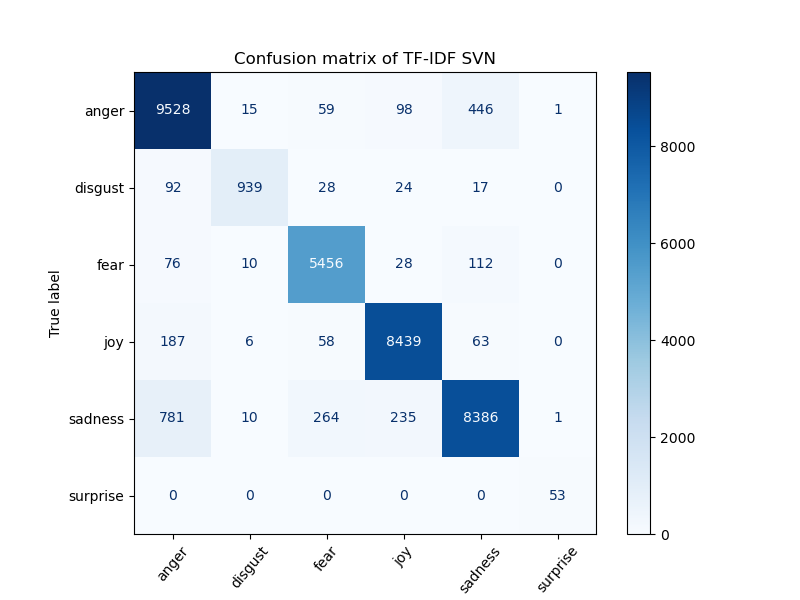 Confusion matrix of TF-IDF SVN
anger 9528 15 59 98 446 1
disgust 92 939 28 24 17 0
fear 76 10 5456 28 112 0
joy 187 6 58 8439 63 0
sadness 781 10 264 235 8386 1
surprise 0 0 0 0 0 53
anger disgust fear joy sadness surprise
True label
8000
6000
4000
2000
0